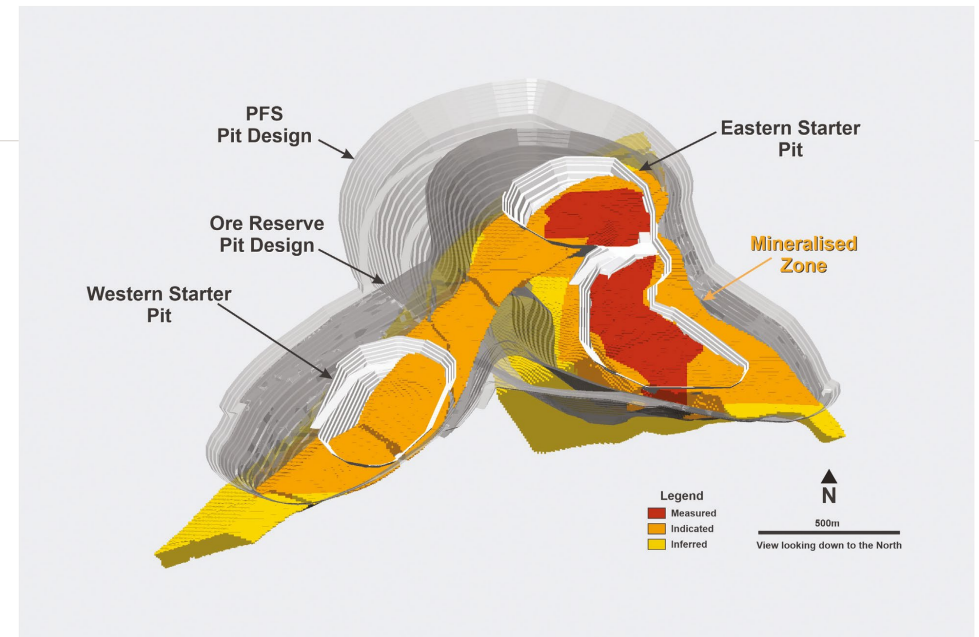 PFS
Pit Design
Eastern Starter
Pit
Ore Reserve
Pit Design
Mineralised
Zone
Western Starter
Pit
N
Legend
Measured
Indicated
Inferred
500m
View looking down to the North